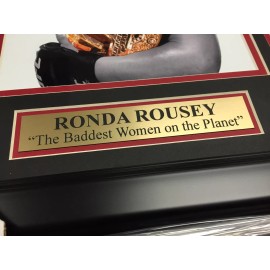 RONDA ROUSEY
“The Baddest Women on the Planet”